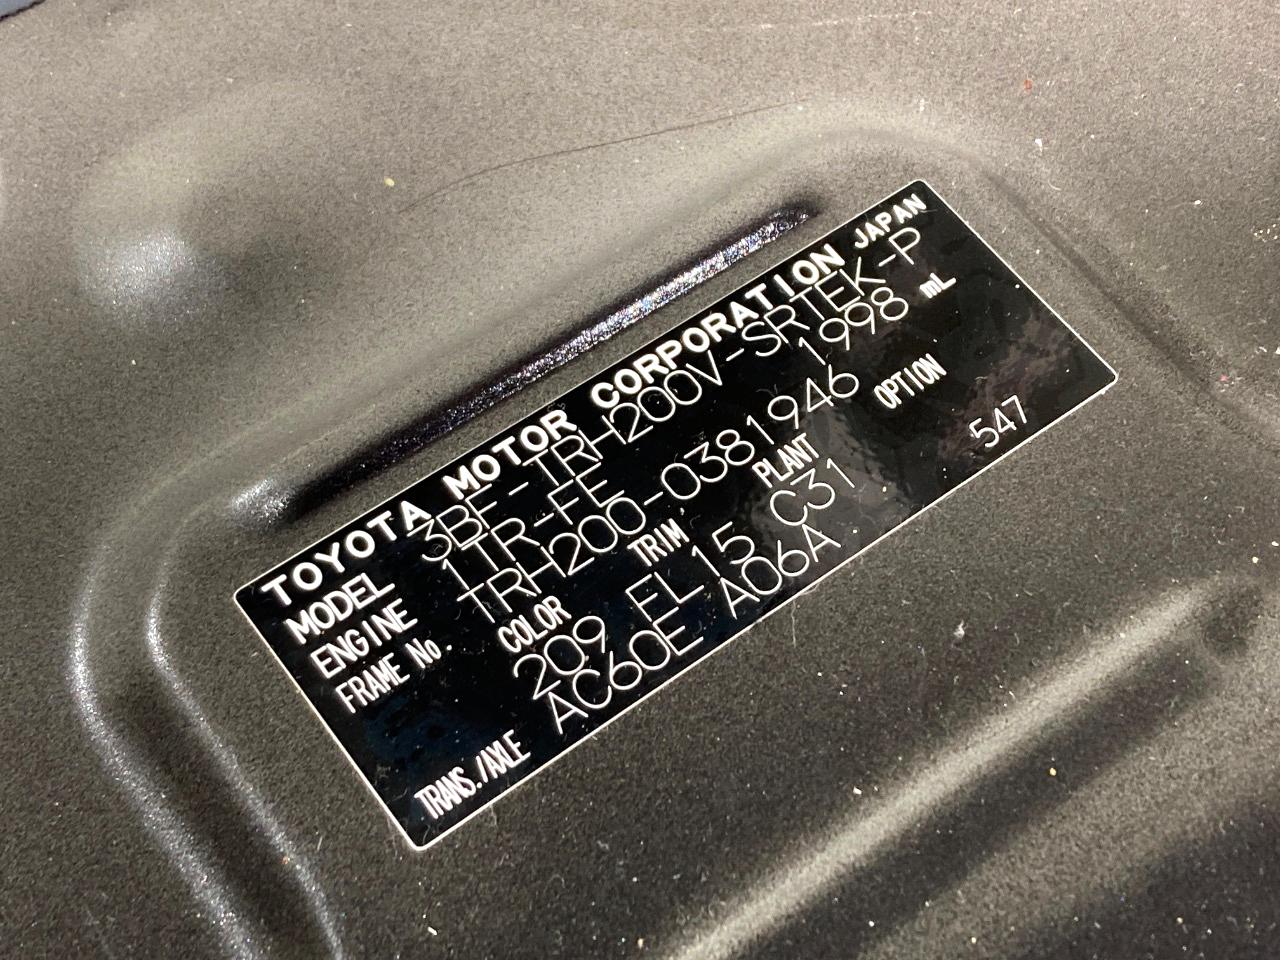 TOYOTA MOTOR CORPORATION JAPAN
MODEL 3BF-TRH200V-SRTEK-P
ENGINE 1TR-FE 1998 mL
FRAME No. TRH200-0381946
COLOR TRIM PLANT OPTION
209 FL15 C31 547
TRANS./AXLE AC60E A06A